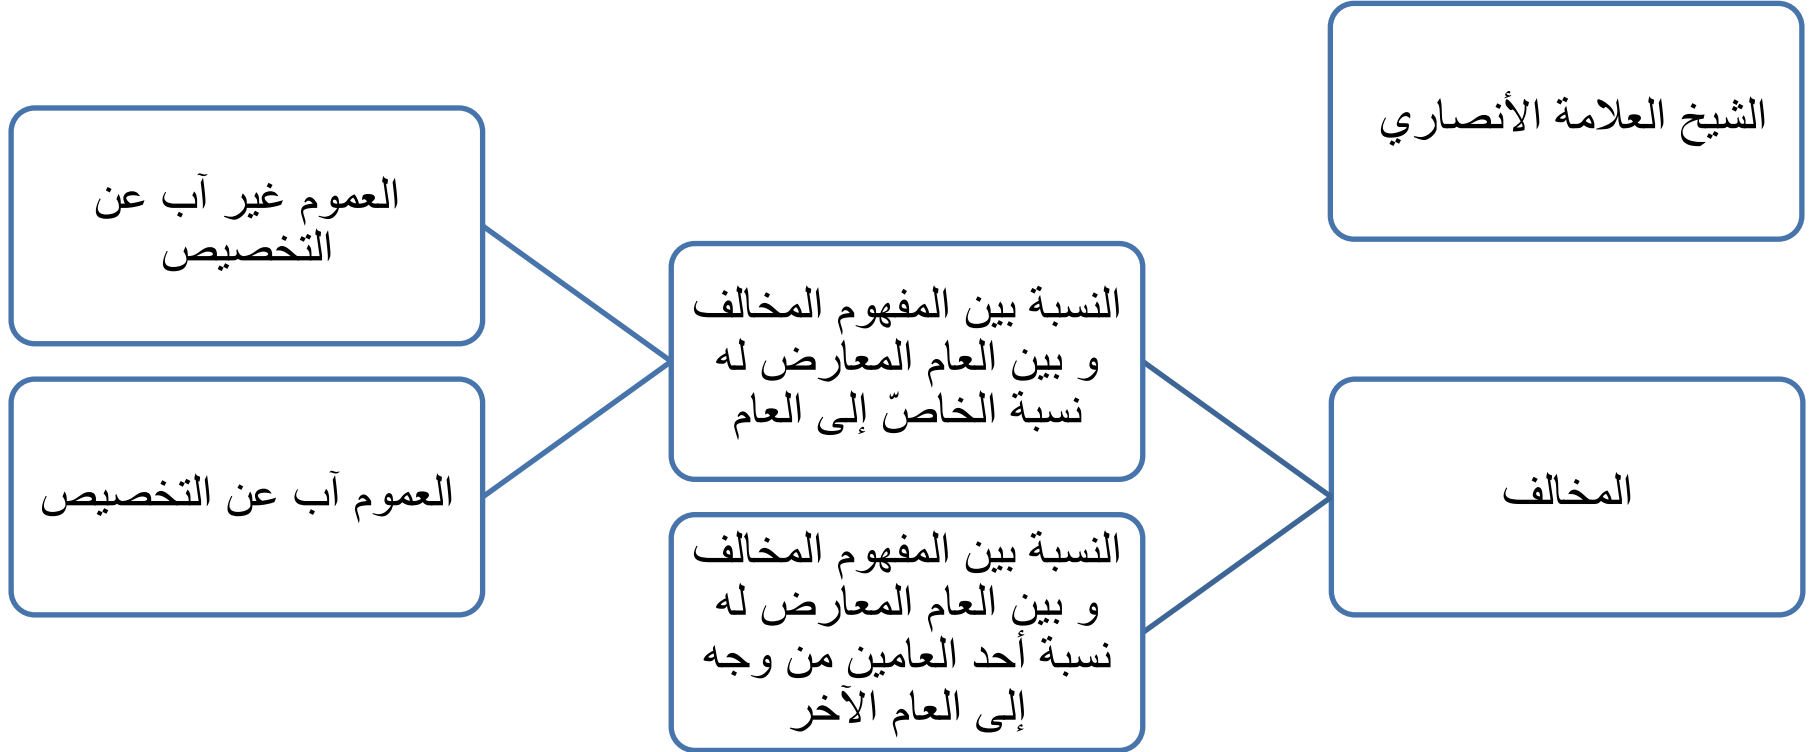 الشيخ العلامة الأنصاري
المخالف
النسبة بين المفهوم المخالف
و بين العام المعارض له
نسبة الخاصّ إلى العام
العموم غير آب عن
التخصيص
العموم آب عن التخصيص
النسبة بين المفهوم المخالف
و بين العام المعارض له
نسبة أحد العامين من وجه
إلى العام الآخر